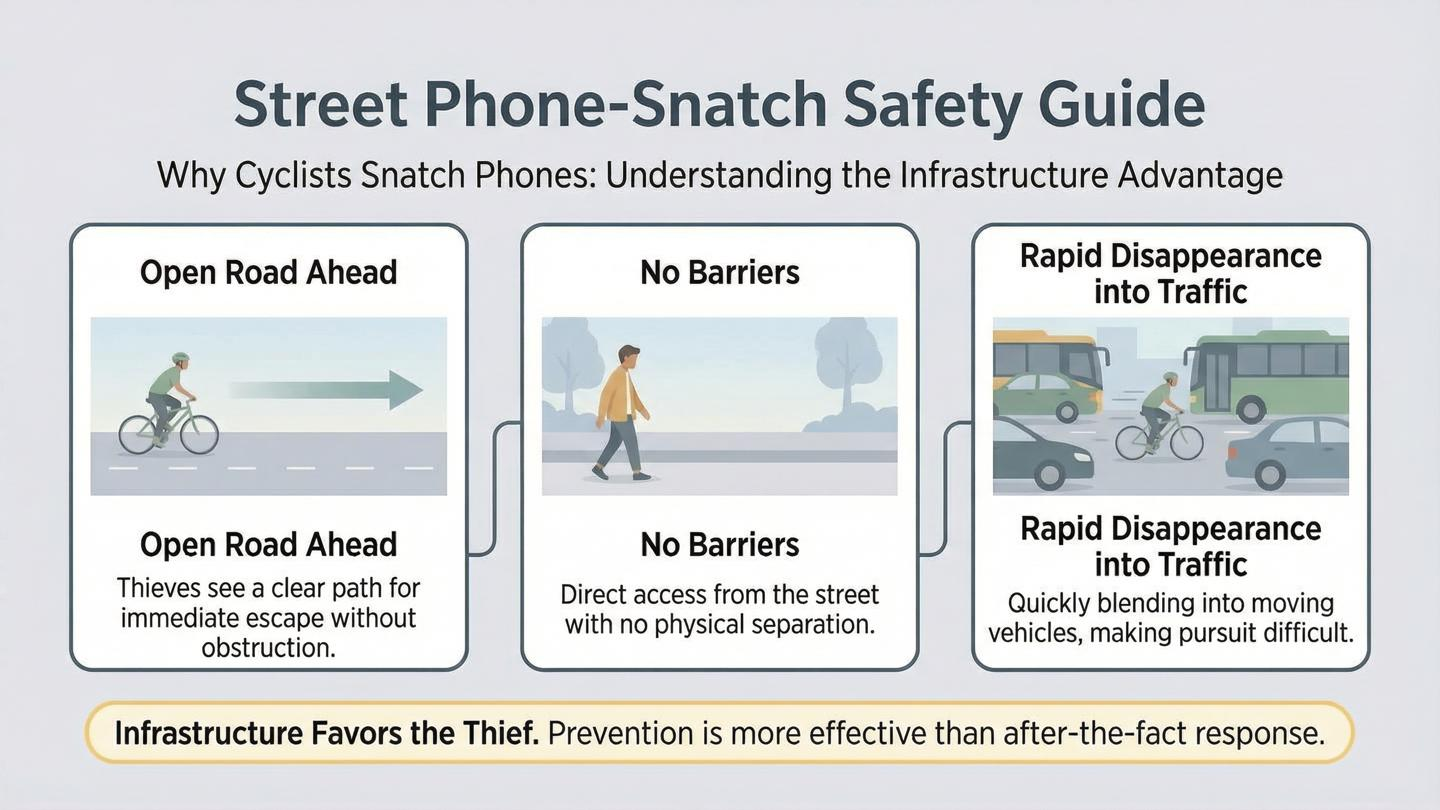 Street Phone-Snatch Safety Guide
Why Cyclists Snatch Phones: Understanding the Infrastructure Advantage
Open Road Ahead
Open Road Ahead
Thieves see a clear path for
immediate escape without
obstruction.
No Barriers
No Barriers
Direct access from the street
with no physical separation.
Rapid Disappearance
into Traffic
Rapid Disappearance
into Traffic
Quickly blending into moving
vehicles, making pursuit difficult.
Infrastructure Favors the Thief. Prevention is more effective than after-the-fact response.